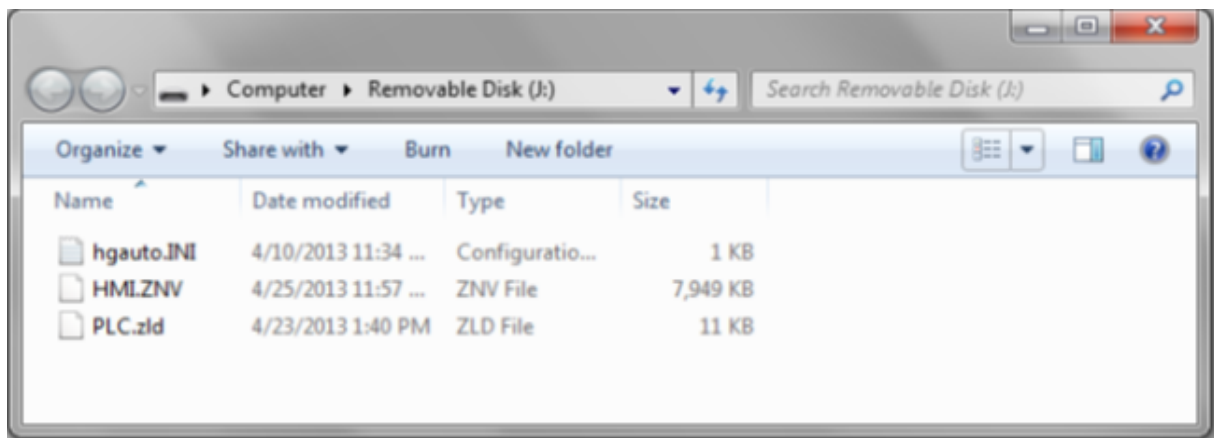 Computer Removable Disk (J:) Search Removable Disk (J:)
Organize Share with Burn New folder
Name Date modified Type Size
hgauto.INI 4/10/2013 11:34 ... Configuratio... 1 KB
HMI.ZNV 4/25/2013 11:57 ... ZNV File 7,949 KB
PLC.zld 4/23/2013 1:40 PM ZLD File 11 KB